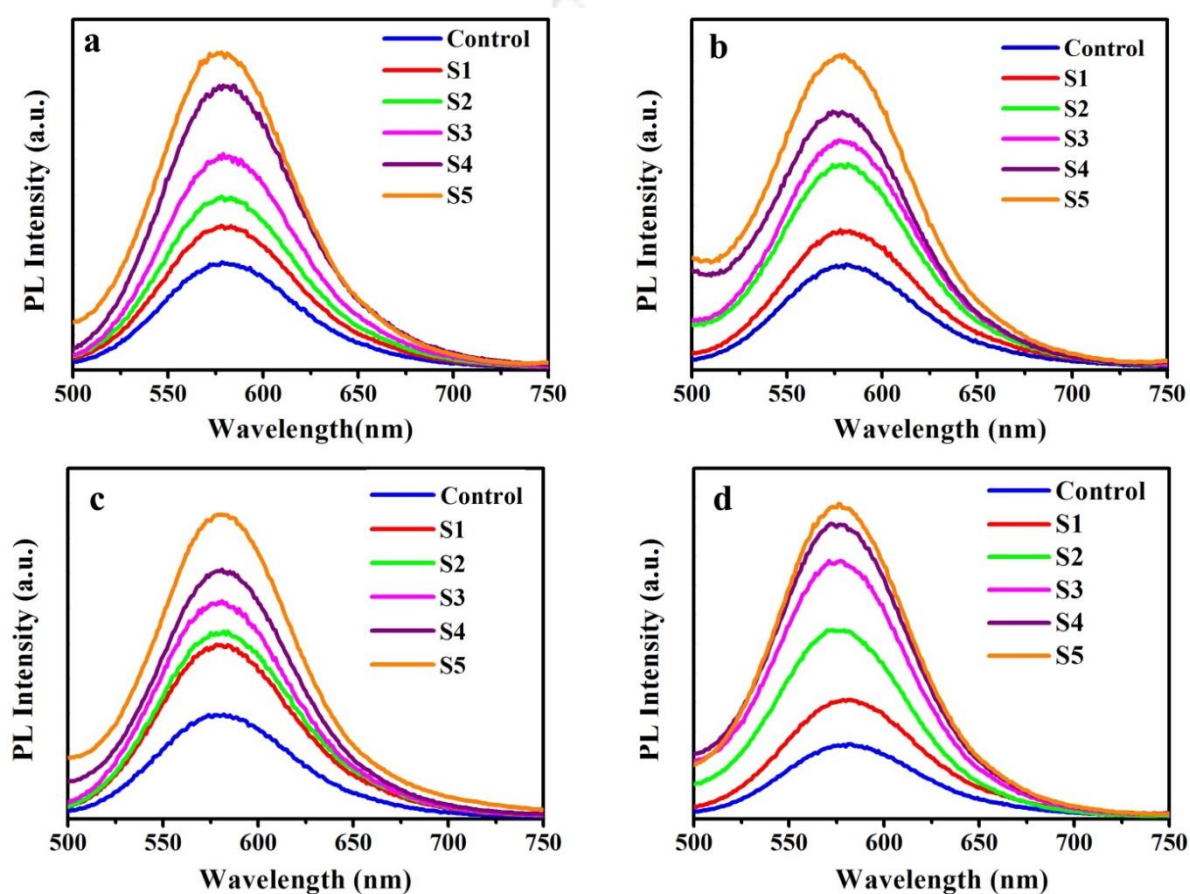 a
Control
S1
S2
S3
S4
S5
PL Intensity (a.u.)
500 550 600 650 700 750
Wavelength(nm)
b
Control
S1
S2
S3
S4
S5
PL Intensity (a.u.)
500 550 600 650 700 750
Wavelength (nm)
c
Control
S1
S2
S3
S4
S5
PL Intensity (a.u.)
500 550 600 650 700 750
Wavelength (nm)
d
Control
S1
S2
S3
S4
S5
PL Intensity (a.u.)
500 550 600 650 700 750
Wavelength (nm)